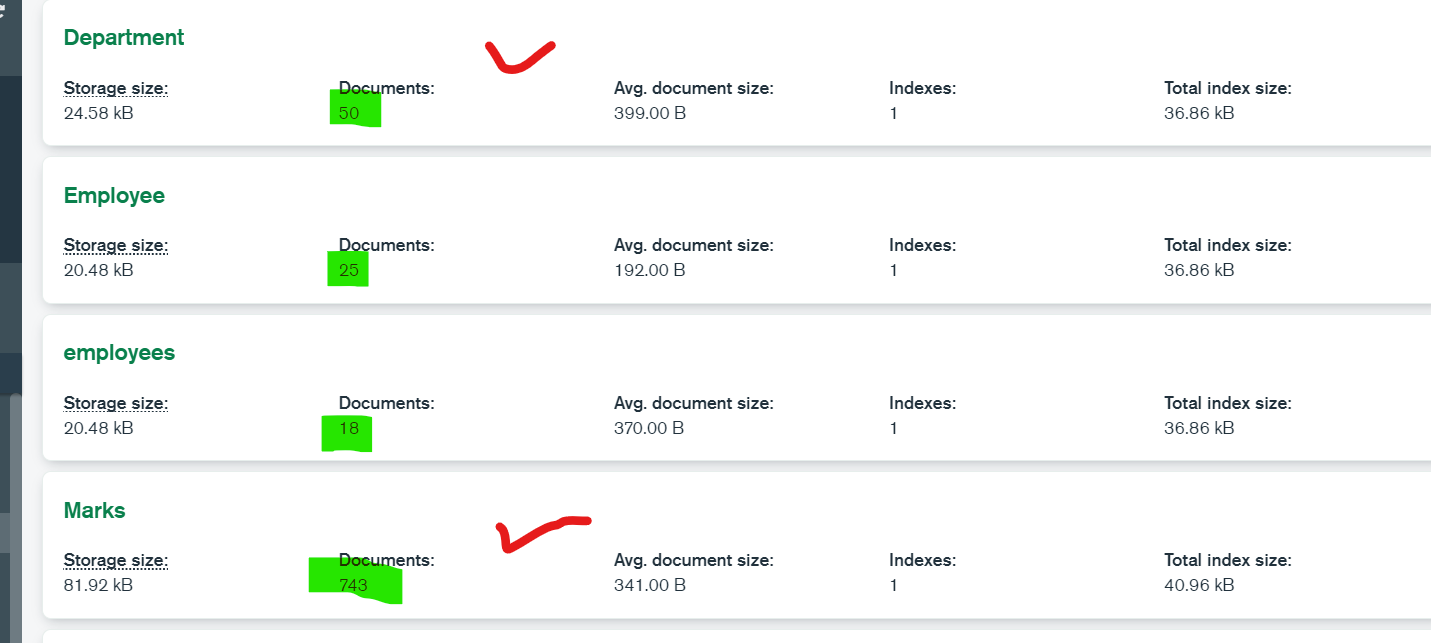 Department
Storage size: Documents: Avg. document size: Indexes: Total index size:
24.58 kB 50 399.00 B 1 36.86 kB
Employee
Storage size: Documents: Avg. document size: Indexes: Total index size:
20.48 kB 25 192.00 B 1 36.86 kB
employees
Storage size: Documents: Avg. document size: Indexes: Total index size:
20.48 kB 18 370.00 B 1 36.86 kB
Marks
Storage size: Documents: Avg. document size: Indexes: Total index size:
81.92 kB 743 341.00 B 1 40.96 kB